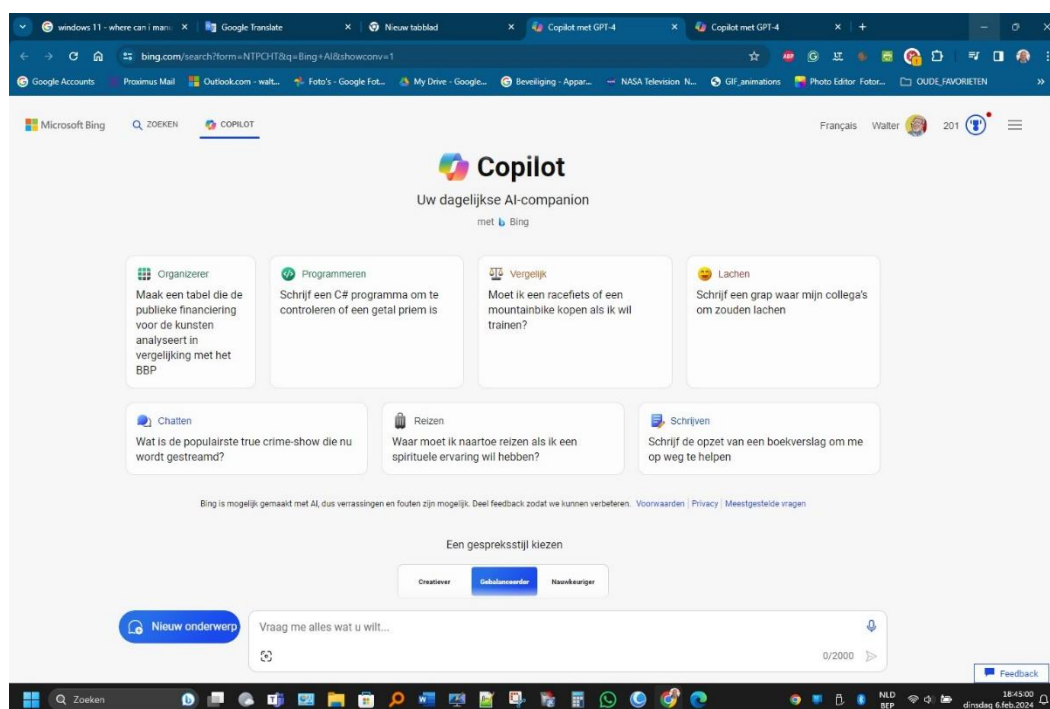 windows 11 - where can i man
Google Translate
Nieuw tabblad
Copilot met GPT-4
Copilot met GPT-4
bing.com/search?form=NTPCHT&q=Bing+AI&showconv=1
Google Accounts
Proximus Mail
Outlook.com - walt...
Foto's - Google Fot...
My Drive - Google...
Beveiliging - Appar...
NASA Television N...
GIF_animations
Photo Editor Fotor...
OUDE_FAVORIETEN
Microsoft Bing
ZOEKEN
COPILOT
Français
Walter
201
Copilot
Uw dagelijkse AI-companion
met b Bing
Organizerer
Maak een tabel die de
publieke financiering
voor de kunsten
analyseert in
vergelijking met het
BBP
Programmeren
Schrijf een C# programma om te
controleren of een getal priem is
Vergelijk
Moet ik een racefiets of een
mountainbike kopen als ik wil
trainen?
Lachen
Schrijf een grap waar mijn collega's
om zouden lachen
Chatten
Wat is de populairste true crime-show die nu
wordt gestreamd?
Reizen
Waar moet ik naartoe reizen als ik een
spirituele ervaring wil hebben?
Schrijven
Schrijf de opzet van een boekverslag om me
op weg te helpen
Bing is mogelijk gemaakt met AI, dus verrassingen en fouten zijn mogelijk. Deel feedback zodat we kunnen verbeteren. Voorwaarden | Privacy | Meestgestelde vragen
Een gespreksstijl kiezen
Creatiever
Gebalanceerder
Nauwkeuriger
Nieuw onderwerp
Vraag me alles wat u wilt...
0/2000
Feedback
Zoeken
NLD
BEP
18:45:00
dinsdag 6.feb.2024